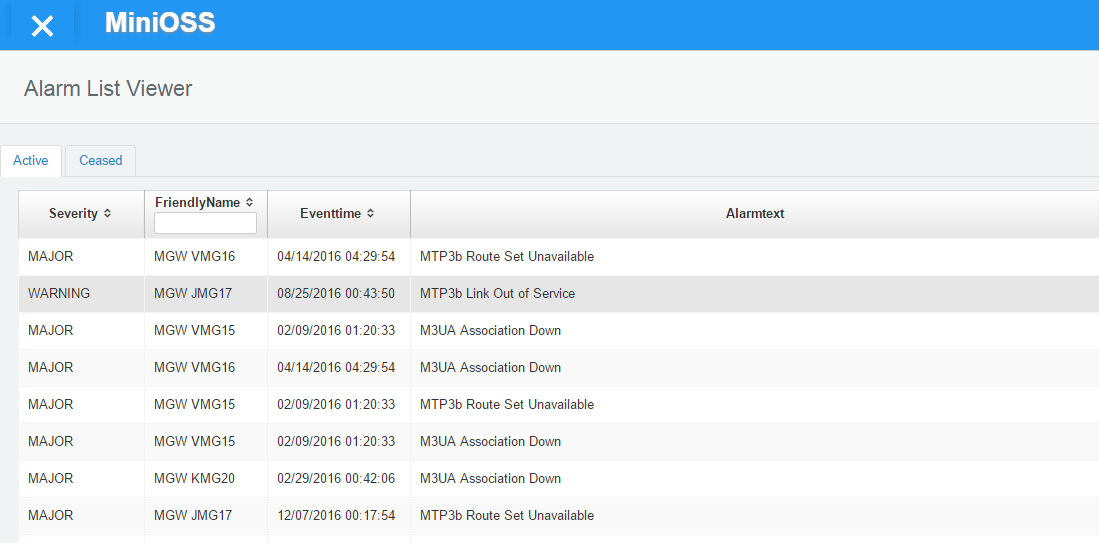 MiniOSS
Alarm List Viewer
Active Ceased
Severity FriendlyName Eventtime Alarmtext
MAJOR MGW VMG16 04/14/2016 04:29:54 MTP3b Route Set Unavailable
WARNING MGW JMG17 08/25/2016 00:43:50 MTP3b Link Out of Service
MAJOR MGW VMG15 02/09/2016 01:20:33 M3UA Association Down
MAJOR MGW VMG16 04/14/2016 04:29:54 M3UA Association Down
MAJOR MGW VMG15 02/09/2016 01:20:33 MTP3b Route Set Unavailable
MAJOR MGW VMG15 02/09/2016 01:20:33 M3UA Association Down
MAJOR MGW KMG20 02/29/2016 00:42:06 M3UA Association Down
MAJOR MGW JMG17 12/07/2016 00:17:54 MTP3b Route Set Unavailable